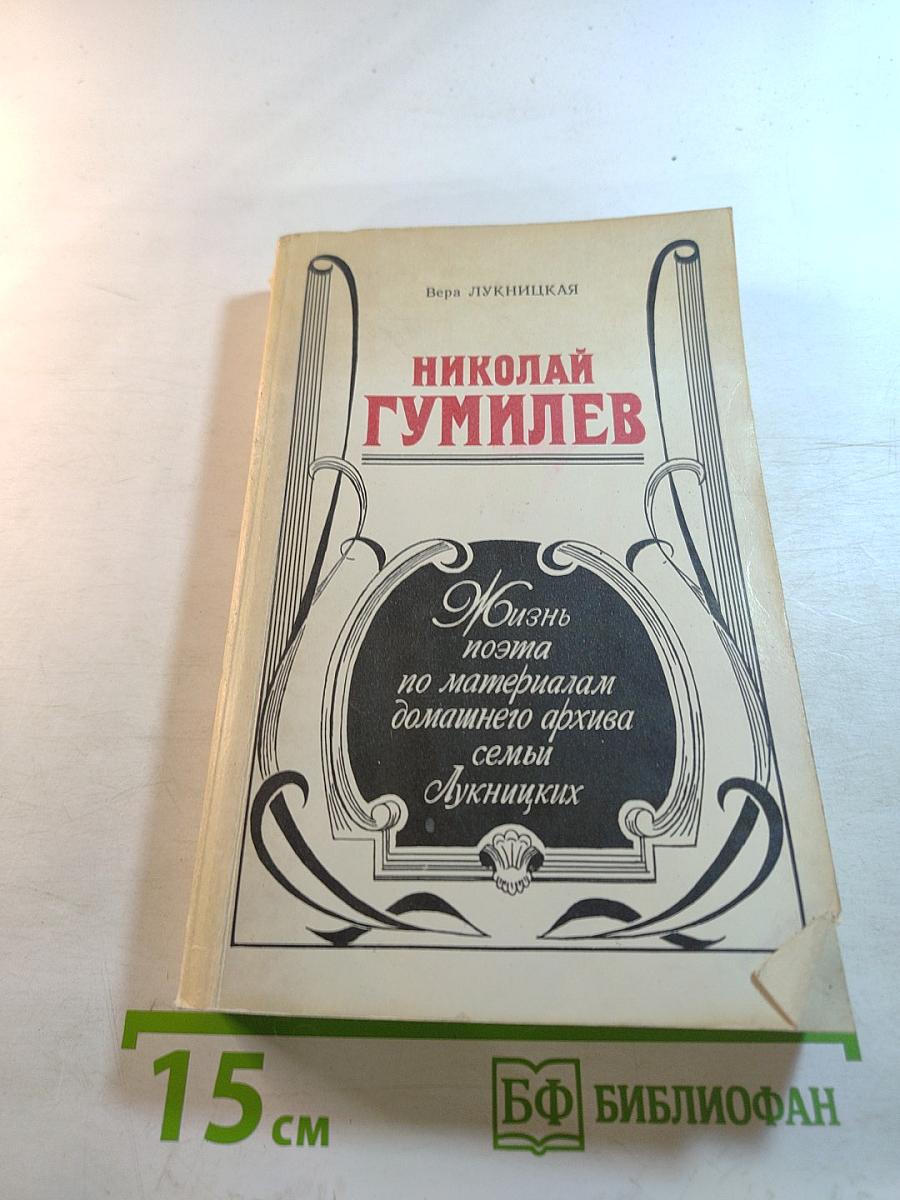 Вера ЛУКНИЦКАЯ
НИКОЛАЙ
ГУМИЛЕВ
Жизнь
поэта
по материалам
домашнего архива
семьи
Лукницких
15 см
БФ БИБЛИОФАН